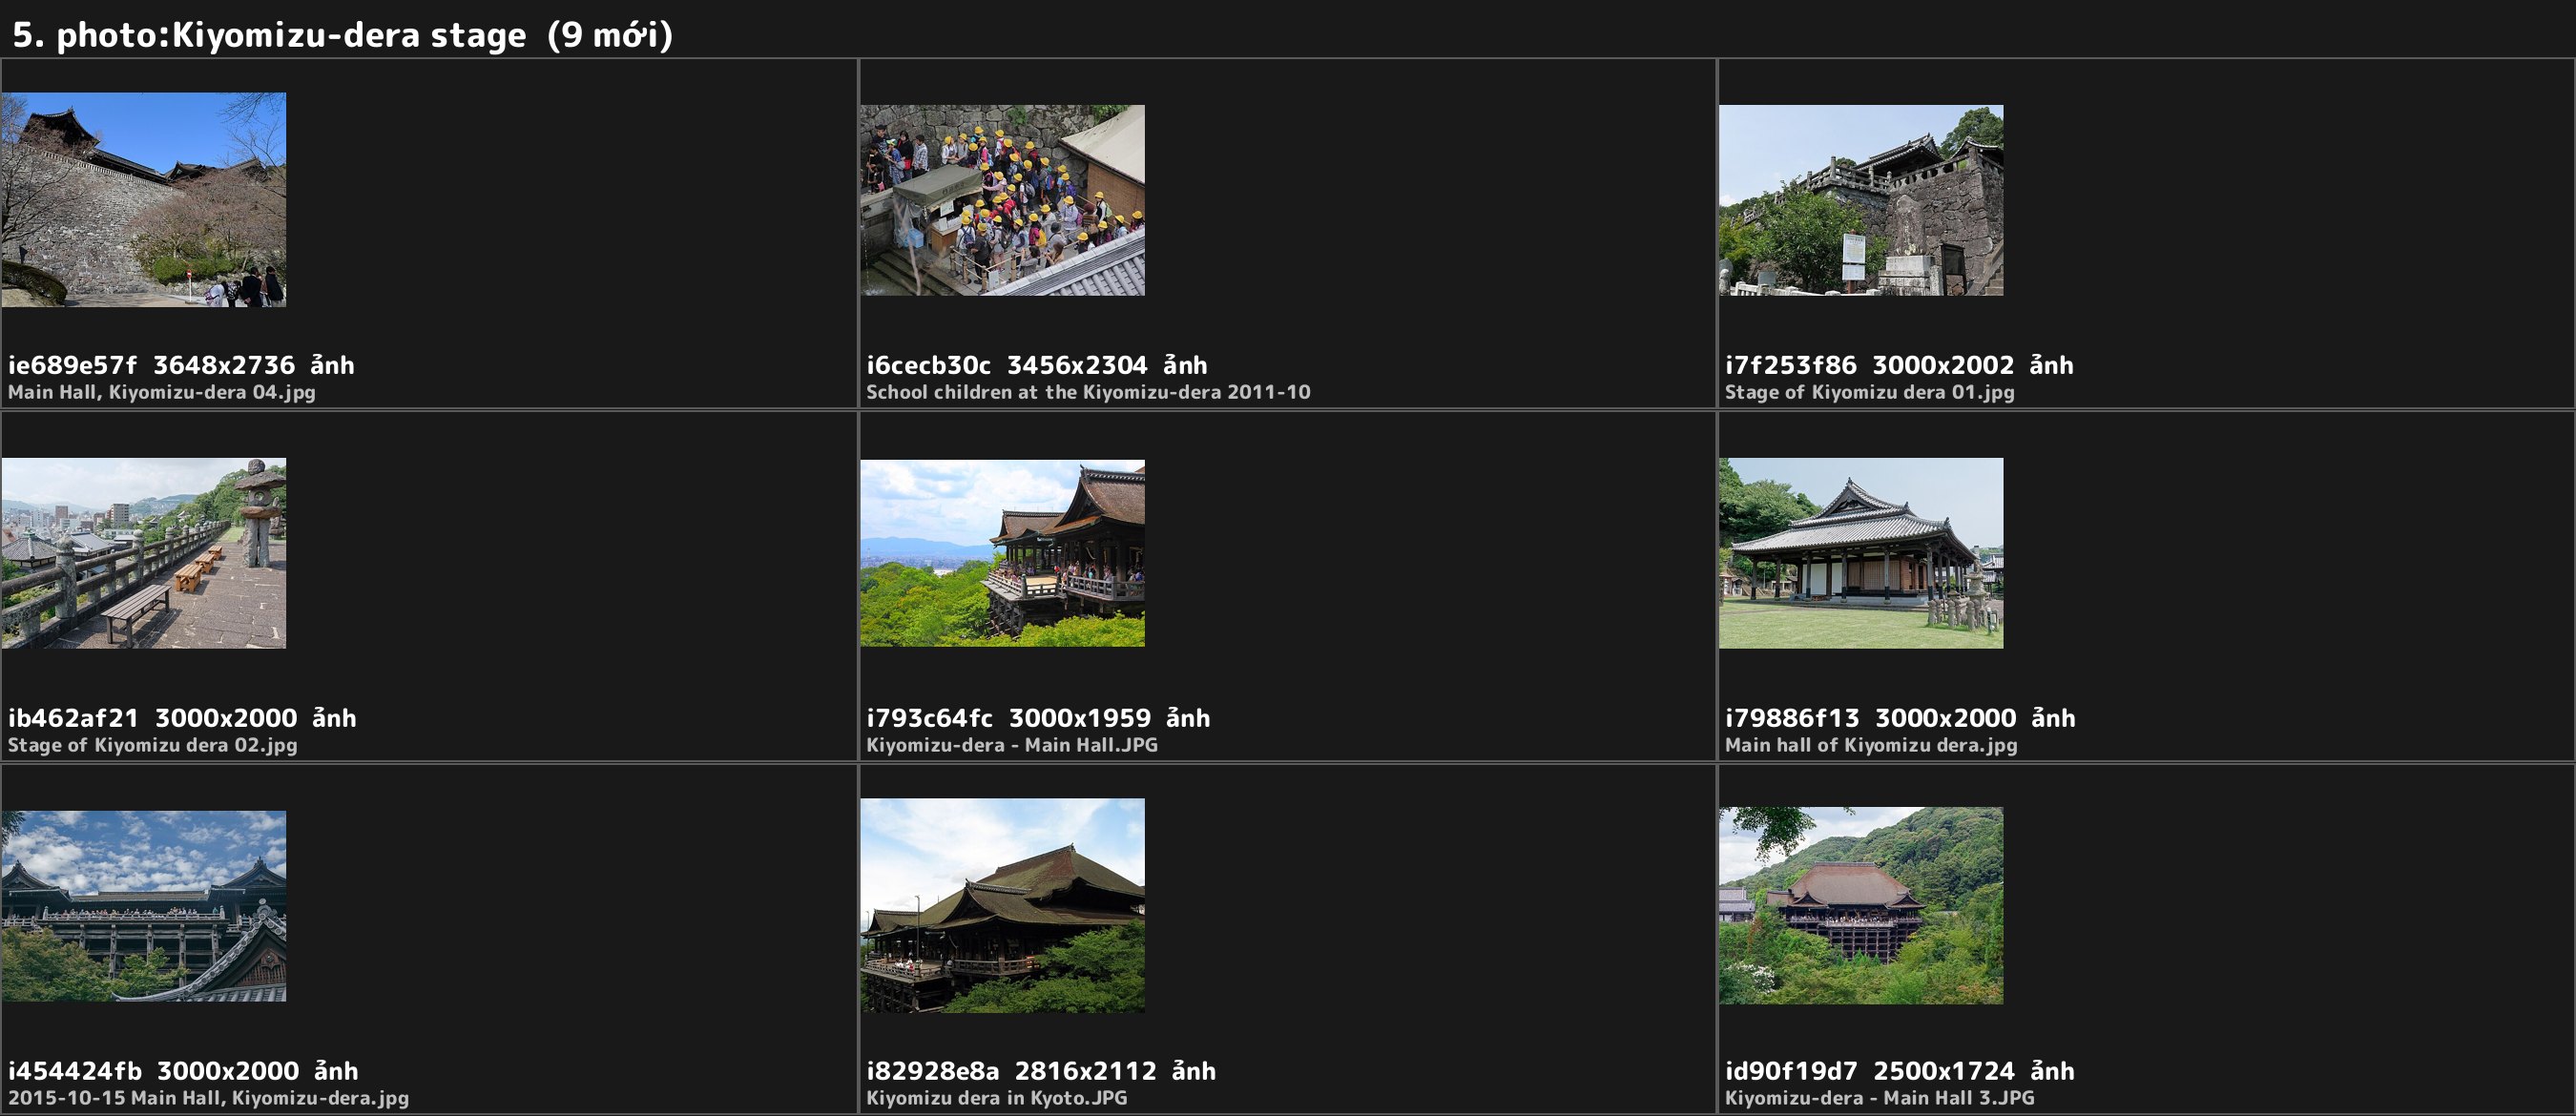 5. photo:Kiyomizu-dera stage (9 mới)
ie689e57f 3648x2736 ảnh
Main Hall, Kiyomizu-dera 04.jpg
i6cecb30c 3456x2304 ảnh
School children at the Kiyomizu-dera 2011-10
i7f253f86 3000x2002 ảnh
Stage of Kiyomizu dera 01.jpg
ib462af21 3000x2000 ảnh
Stage of Kiyomizu dera 02.jpg
i793c64fc 3000x1959 ảnh
Kiyomizu-dera - Main Hall.JPG
i79886f13 3000x2000 ảnh
Main hall of Kiyomizu dera.jpg
i454424fb 3000x2000 ảnh
2015-10-15 Main Hall, Kiyomizu-dera.jpg
i82928e8a 2816x2112 ảnh
Kiyomizu dera in Kyoto.JPG
id90f19d7 2500x1724 ảnh
Kiyomizu-dera - Main Hall 3.JPG